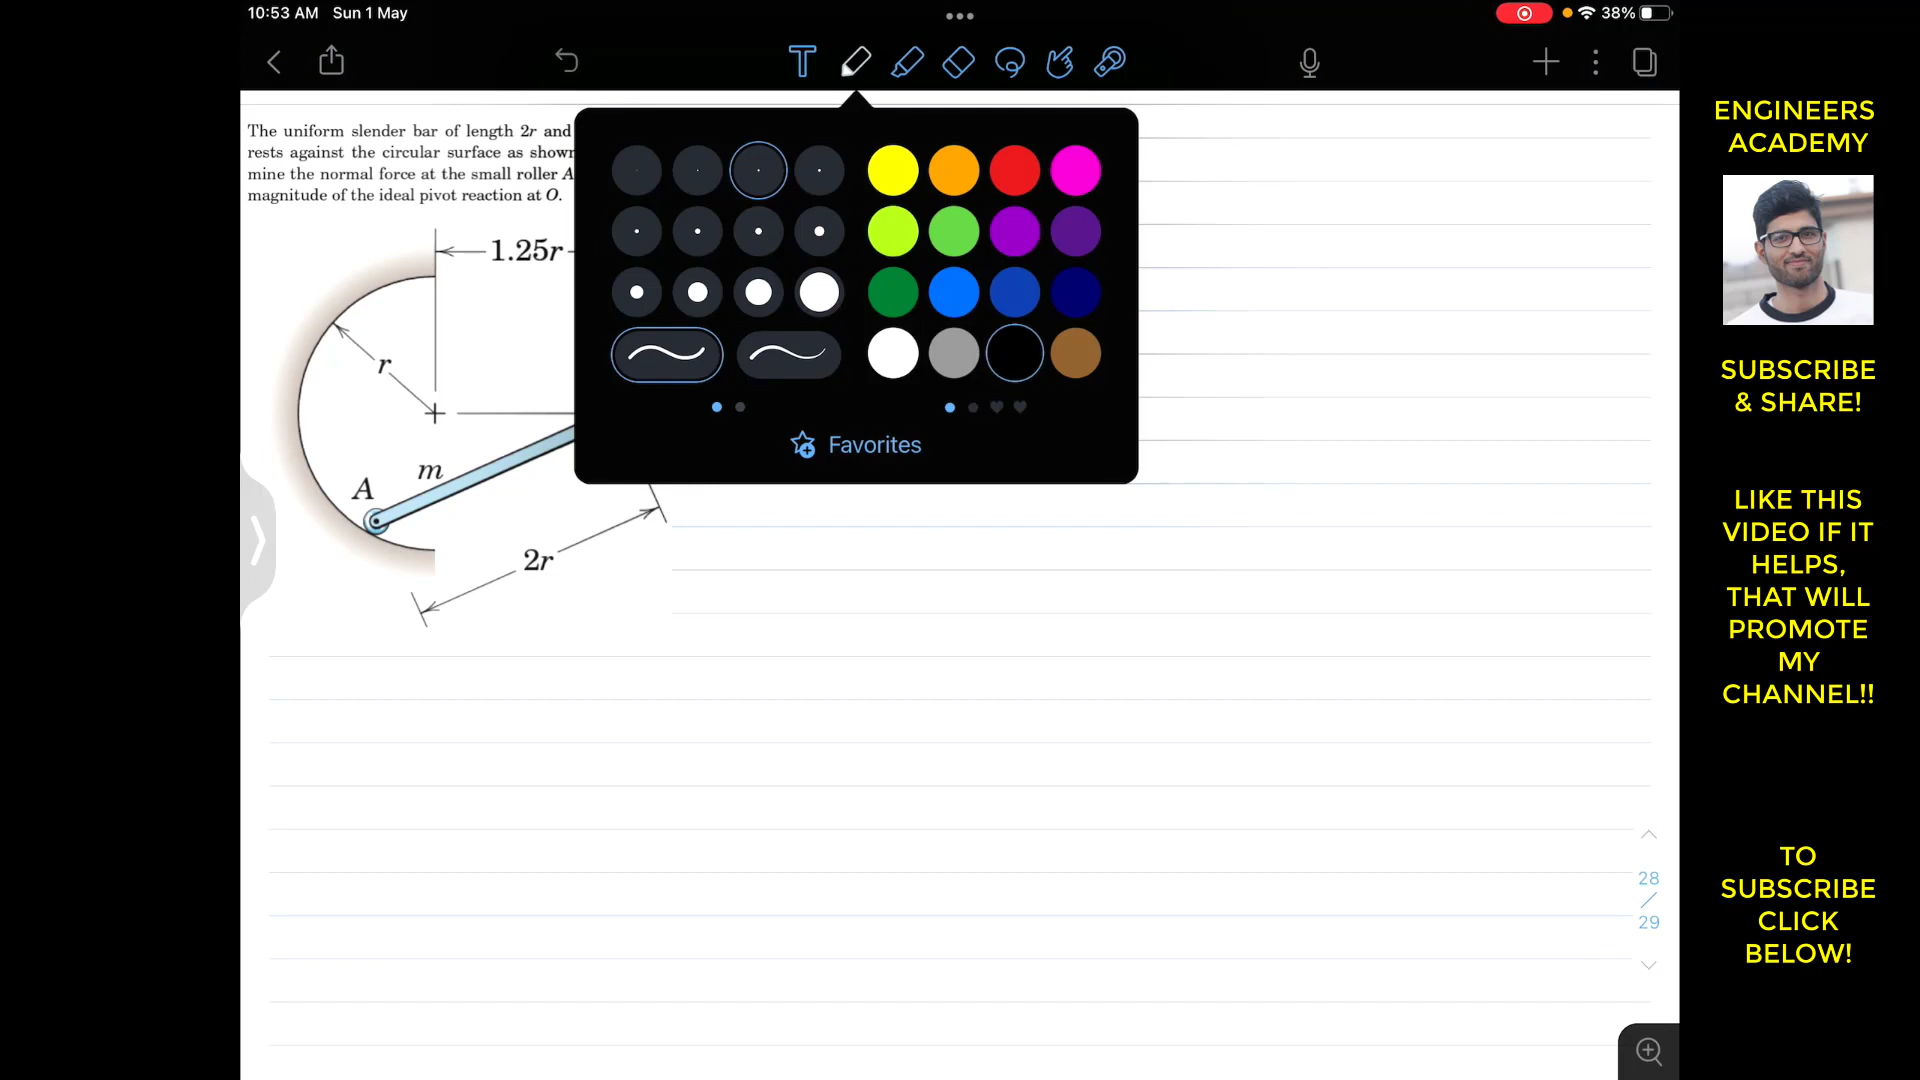 10:53 AM Sun 1 May
38%
The uniform slender bar of length 2r and
rests against the circular surface as shown
mine the normal force at the small roller A
magnitude of the ideal pivot reaction at O.
1.25r
r
m
A
2r
Favorites
28
29
ENGINEERS
ACADEMY
SUBSCRIBE
& SHARE!
LIKE THIS
VIDEO IF IT
HELPS,
THAT WILL
PROMOTE
MY
CHANNEL!!
TO
SUBSCRIBE
CLICK
BELOW!